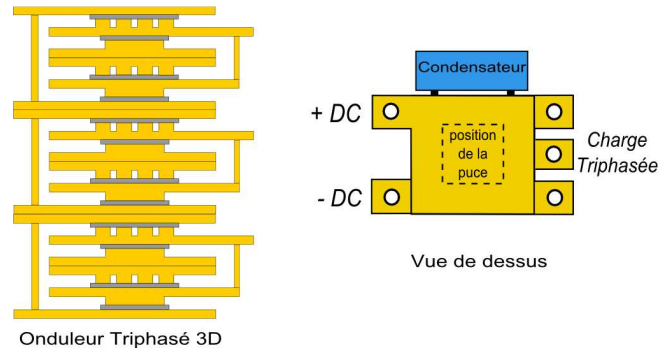 Condensateur
+ DC
position
de la
puce
Charge
Triphasée
- DC
Vue de dessus
Onduleur Triphasé 3D